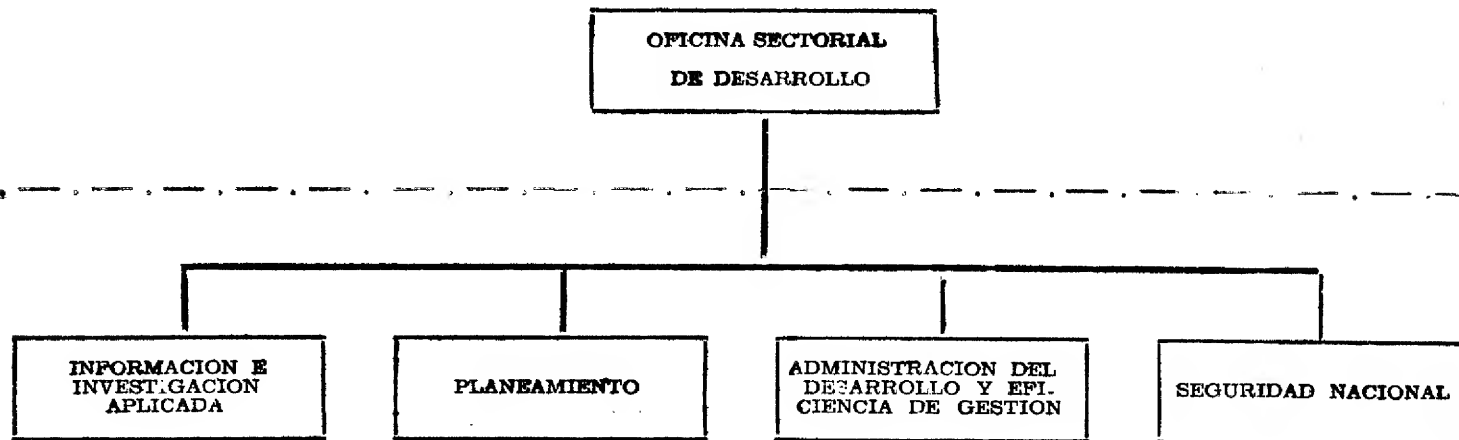 OFICINA SECTORIAL
DE DESARROLLO
INFORMACION E
INVESTIGACION
APLICADA
PLANEAMIENTO
ADMINISTRACION DEL
DESARROLLO Y EFI-
CIENCIA DE GESTION
SEGURIDAD NACIONAL